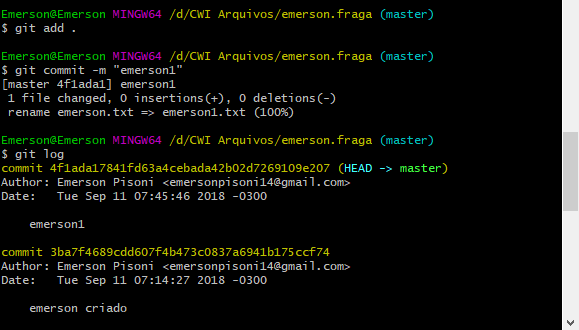 Emerson@Emerson MINGW64 /d/CWI Arquivos/emerson.fraga (master)
$ git add .
Emerson@Emerson MINGW64 /d/CWI Arquivos/emerson.fraga (master)
$ git commit -m "emerson1"
[master 4f1ada1] emerson1
 1 file changed, 0 insertions(+), 0 deletions(-)
 rename emerson.txt => emerson1.txt (100%)
Emerson@Emerson MINGW64 /d/CWI Arquivos/emerson.fraga (master)
$ git log
commit 4f1ada17841fd63a4cebada42b02d7269109e207 (HEAD -> master)
Author: Emerson Pisoni <emersonpisoni14@gmail.com>
Date:   Tue Sep 11 07:45:46 2018 -0300
    emerson1
commit 3ba7f4689cdd607f4b473c0837a6941b175ccf74
Author: Emerson Pisoni <emersonpisoni14@gmail.com>
Date:   Tue Sep 11 07:14:27 2018 -0300
    emerson criado